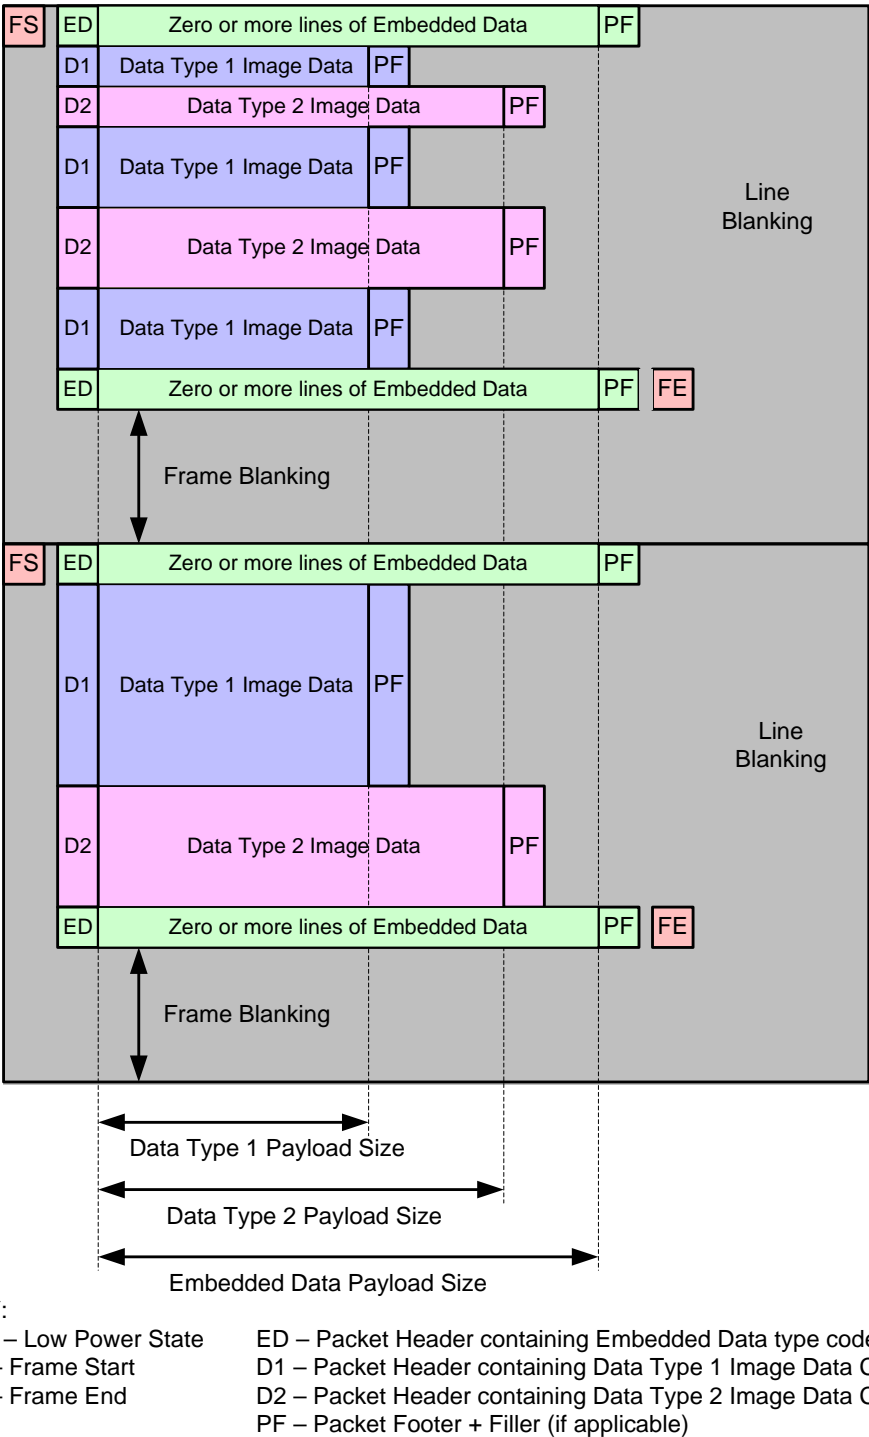 FS ED Zero or more lines of Embedded Data PF
D1 Data Type 1 Image Data PF
D2 Data Type 2 Image Data PF
D1 Data Type 1 Image Data PF
Line
Blanking
D2 Data Type 2 Image Data PF
D1 Data Type 1 Image Data PF
ED Zero or more lines of Embedded Data PF FE
Frame Blanking
FS ED Zero or more lines of Embedded Data PF
D1 Data Type 1 Image Data PF
Line
Blanking
D2 Data Type 2 Image Data PF
ED Zero or more lines of Embedded Data PF FE
Frame Blanking
Data Type 1 Payload Size
Data Type 2 Payload Size
Embedded Data Payload Size
:
– Low Power State ED – Packet Header containing Embedded Data type code
– Frame Start D1 – Packet Header containing Data Type 1 Image Data
– Frame End D2 – Packet Header containing Data Type 2 Image Data
PF – Packet Footer + Filler (if applicable)